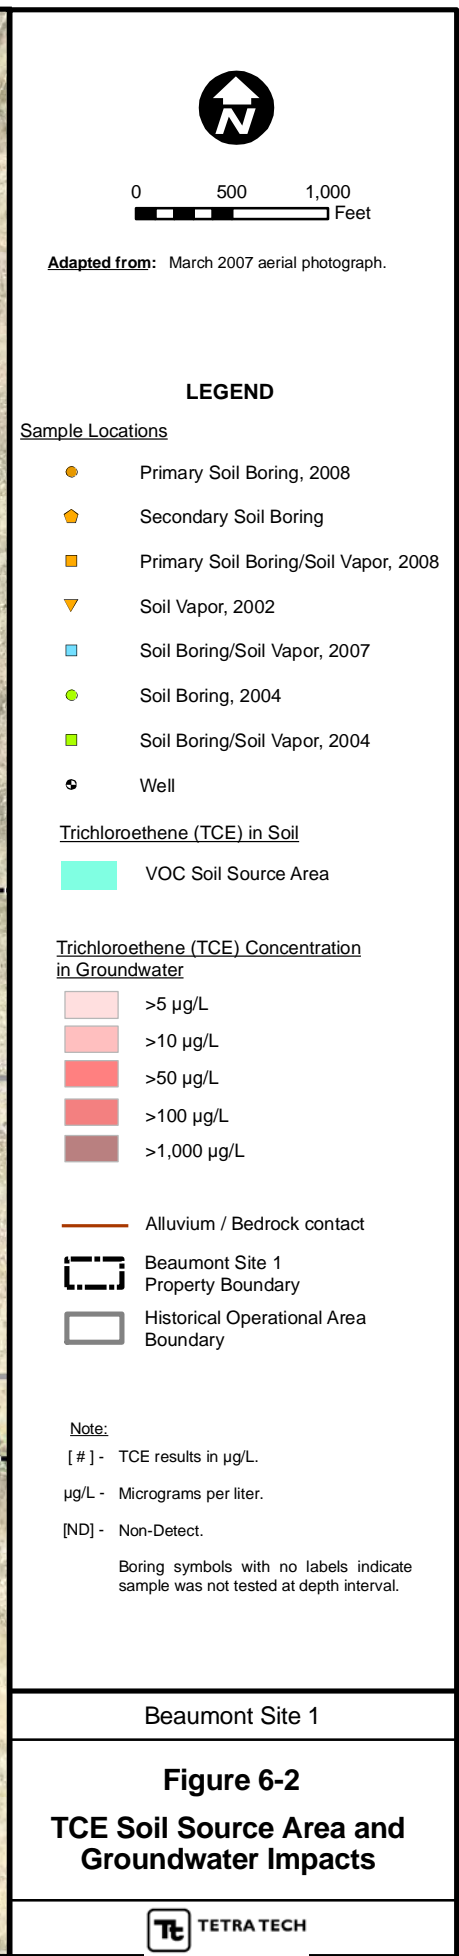 N
0 500 1,000
Feet
Adapted from: March 2007 aerial photograph.
LEGEND
Sample Locations
Primary Soil Boring, 2008
Secondary Soil Boring
Primary Soil Boring/Soil Vapor, 2008
Soil Vapor, 2002
Soil Boring/Soil Vapor, 2007
Soil Boring, 2004
Soil Boring/Soil Vapor, 2004
Well
Trichloroethene (TCE) in Soil
VOC Soil Source Area
Trichloroethene (TCE) Concentration
in Groundwater
>5 µg/L
>10 µg/L
>50 µg/L
>100 µg/L
>1,000 µg/L
Alluvium / Bedrock contact
Beaumont Site 1
Property Boundary
Historical Operational Area
Boundary
Note:
[ # ] - TCE results in µg/L.
µg/L - Micrograms per liter.
[ND] - Non-Detect.
Boring symbols with no labels indicate
sample was not tested at depth interval.
Beaumont Site 1
Figure 6-2
TCE Soil Source Area and
Groundwater Impacts
Tt TETRA TECH